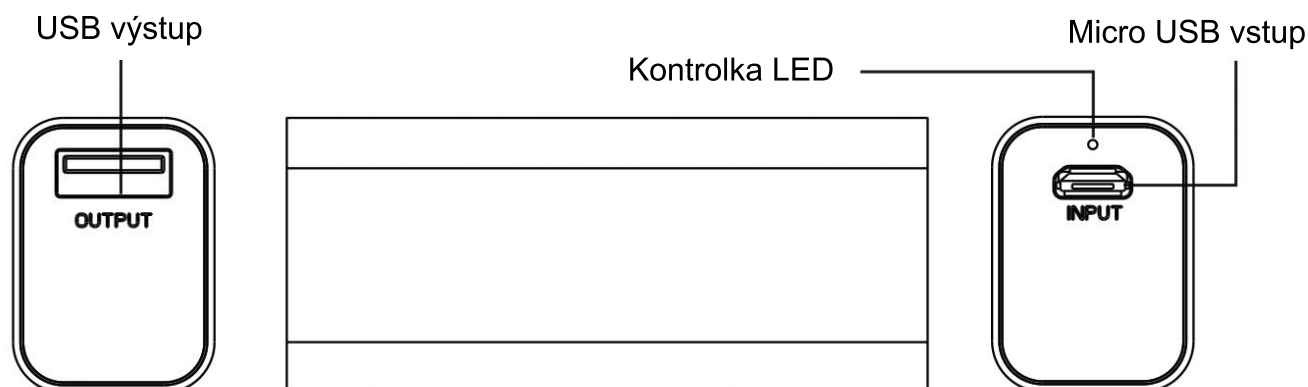 USB výstup
Micro USB vstup
Kontrolka LED
OUTPUT
INPUT